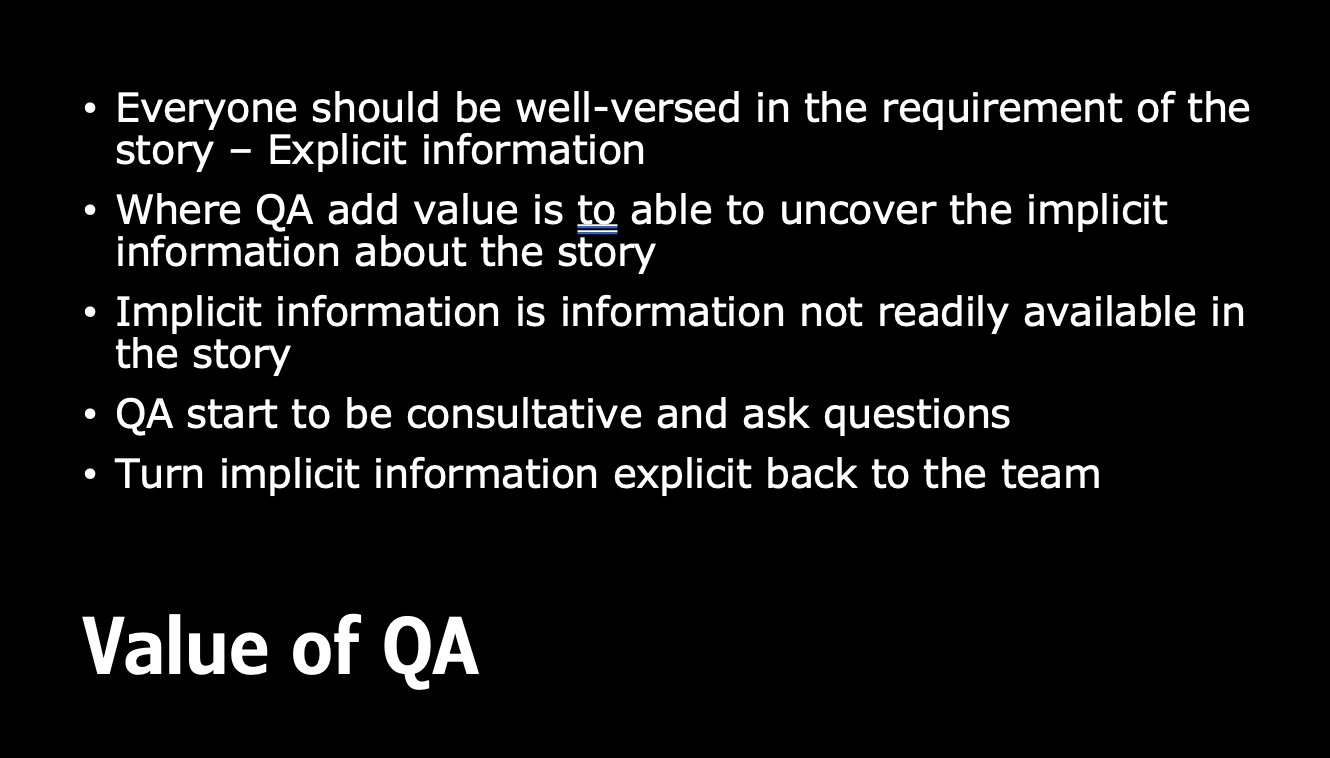 • Everyone should be well-versed in the requirement of the
story – Explicit information
• Where QA add value is to able to uncover the implicit
information about the story
• Implicit information is information not readily available in
the story
• QA start to be consultative and ask questions
• Turn implicit information explicit back to the team
Value of QA